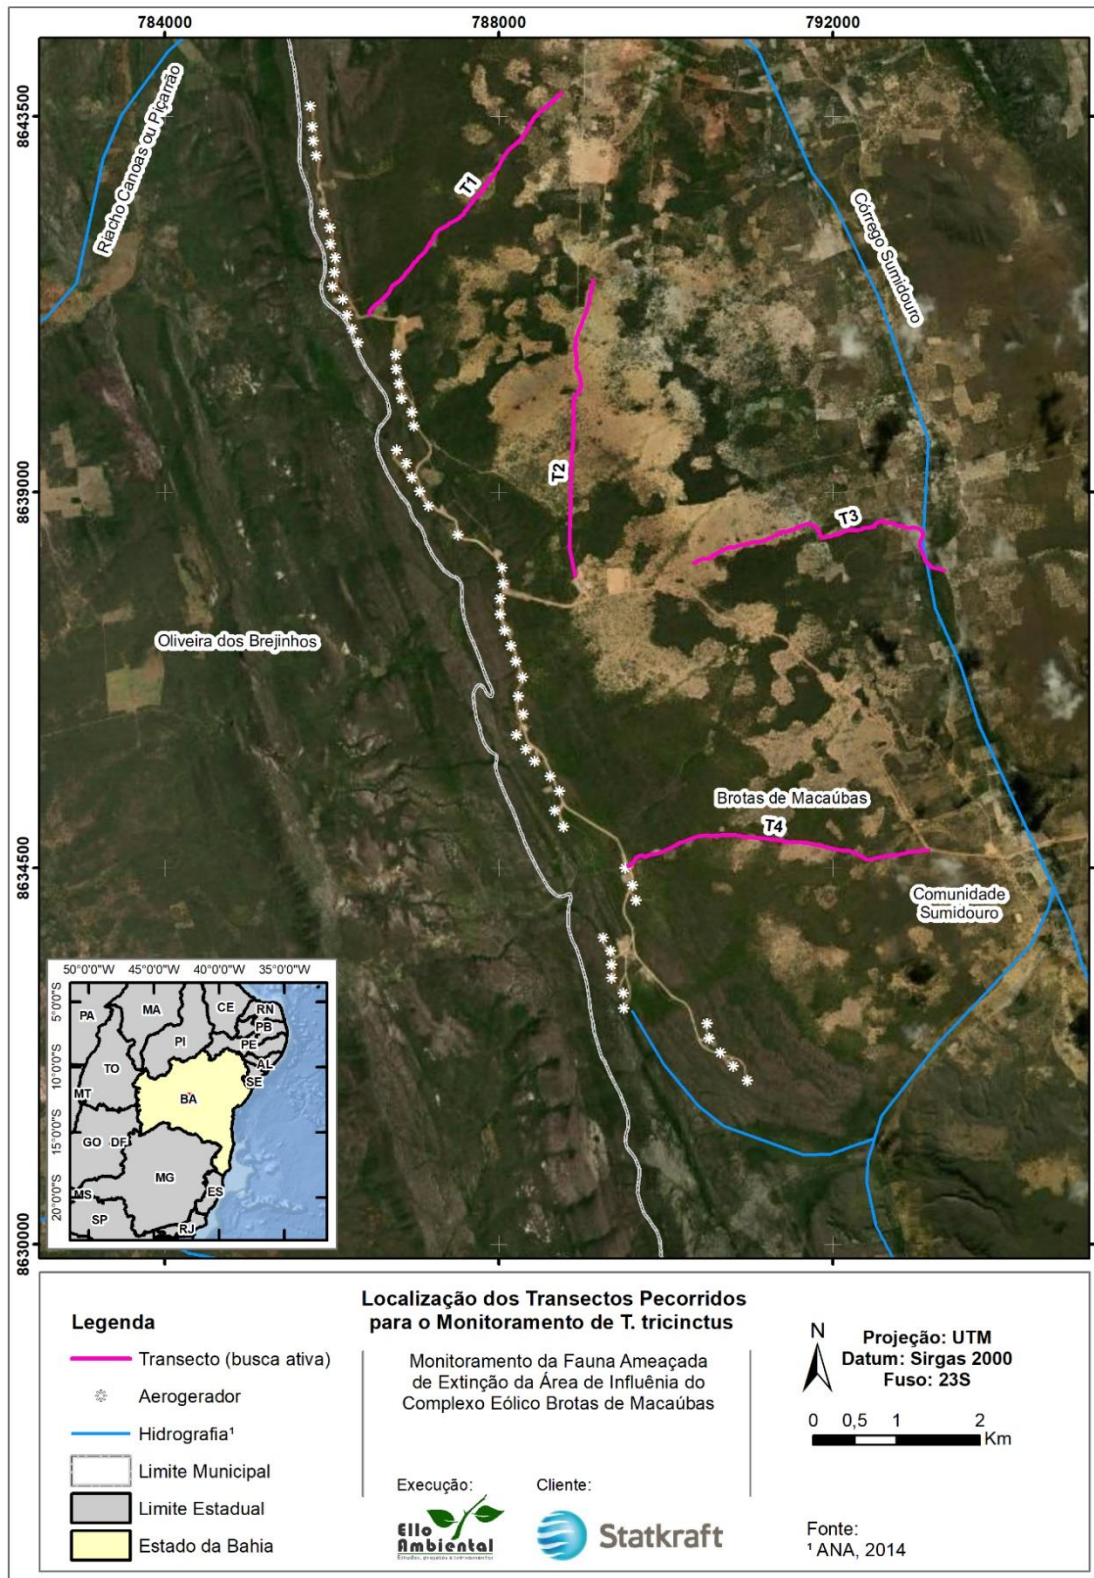 784000 788000 792000
8643500
8639000
8634500
8630000
Riacho Canoas ou Piçarrão
T1
Córrego Sumidouro
T2
T3
Oliveira dos Brejinhos
Brotas de Macaúbas
T4
Comunidade
Sumidouro
50°0'0"W 45°0'0"W 40°0'0"W 35°0'0"W
5°0'0"S
10°0'0"S
15°0'0"S
20°0'0"S
PA
MA
CE
RN
PB
PI
PE
AL
TO
SE
MT
BA
GO
DF
MG
MS
ES
SP
RJ
Legenda
Transecto (busca ativa)
Aerogerador
Hidrografia¹
Limite Municipal
Limite Estadual
Estado da Bahia
Localização dos Transectos Pecorridos
para o Monitoramento de T. tricinctus
Monitoramento da Fauna Ameaçada
de Extinção da Área de Influênia do
Complexo Eólico Brotas de Macaúbas
Execução:
Ello
Ambiental
Cliente:
Statkraft
N
Projeção: UTM
Datum: Sirgas 2000
Fuso: 23S
0 0,5 1 2
Km
Fonte:
¹ ANA, 2014